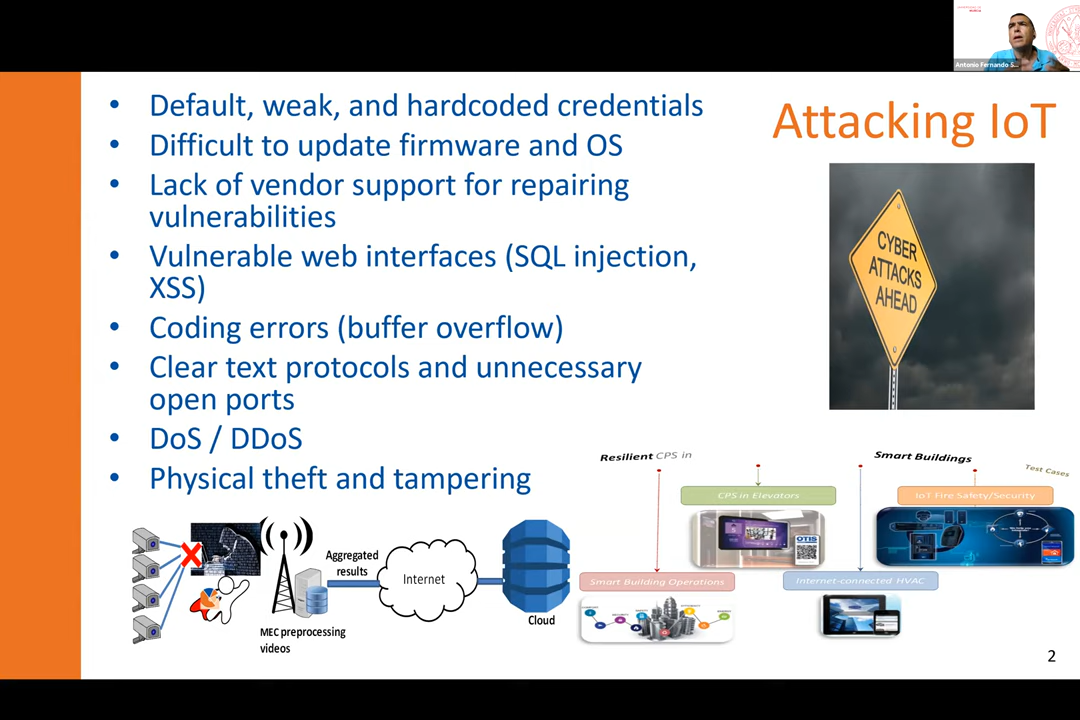 Antonio Fernando S...
Attacking IoT
• Default, weak, and hardcoded credentials
• Difficult to update firmware and OS
• Lack of vendor support for repairing
vulnerabilities
• Vulnerable web interfaces (SQL injection,
XSS)
• Coding errors (buffer overflow)
• Clear text protocols and unnecessary
open ports
• DoS / DDoS
• Physical theft and tampering
CYBER
ATTACKS
AHEAD
Resilient CPS in
Smart Buildings
Test Cases
CPS in Elevators
IoT Fire Safety/Security
OTIS
Smart Building Operations
Internet-connected HVAC
Aggregated
results
Internet
Cloud
MEC preprocessing
videos
2